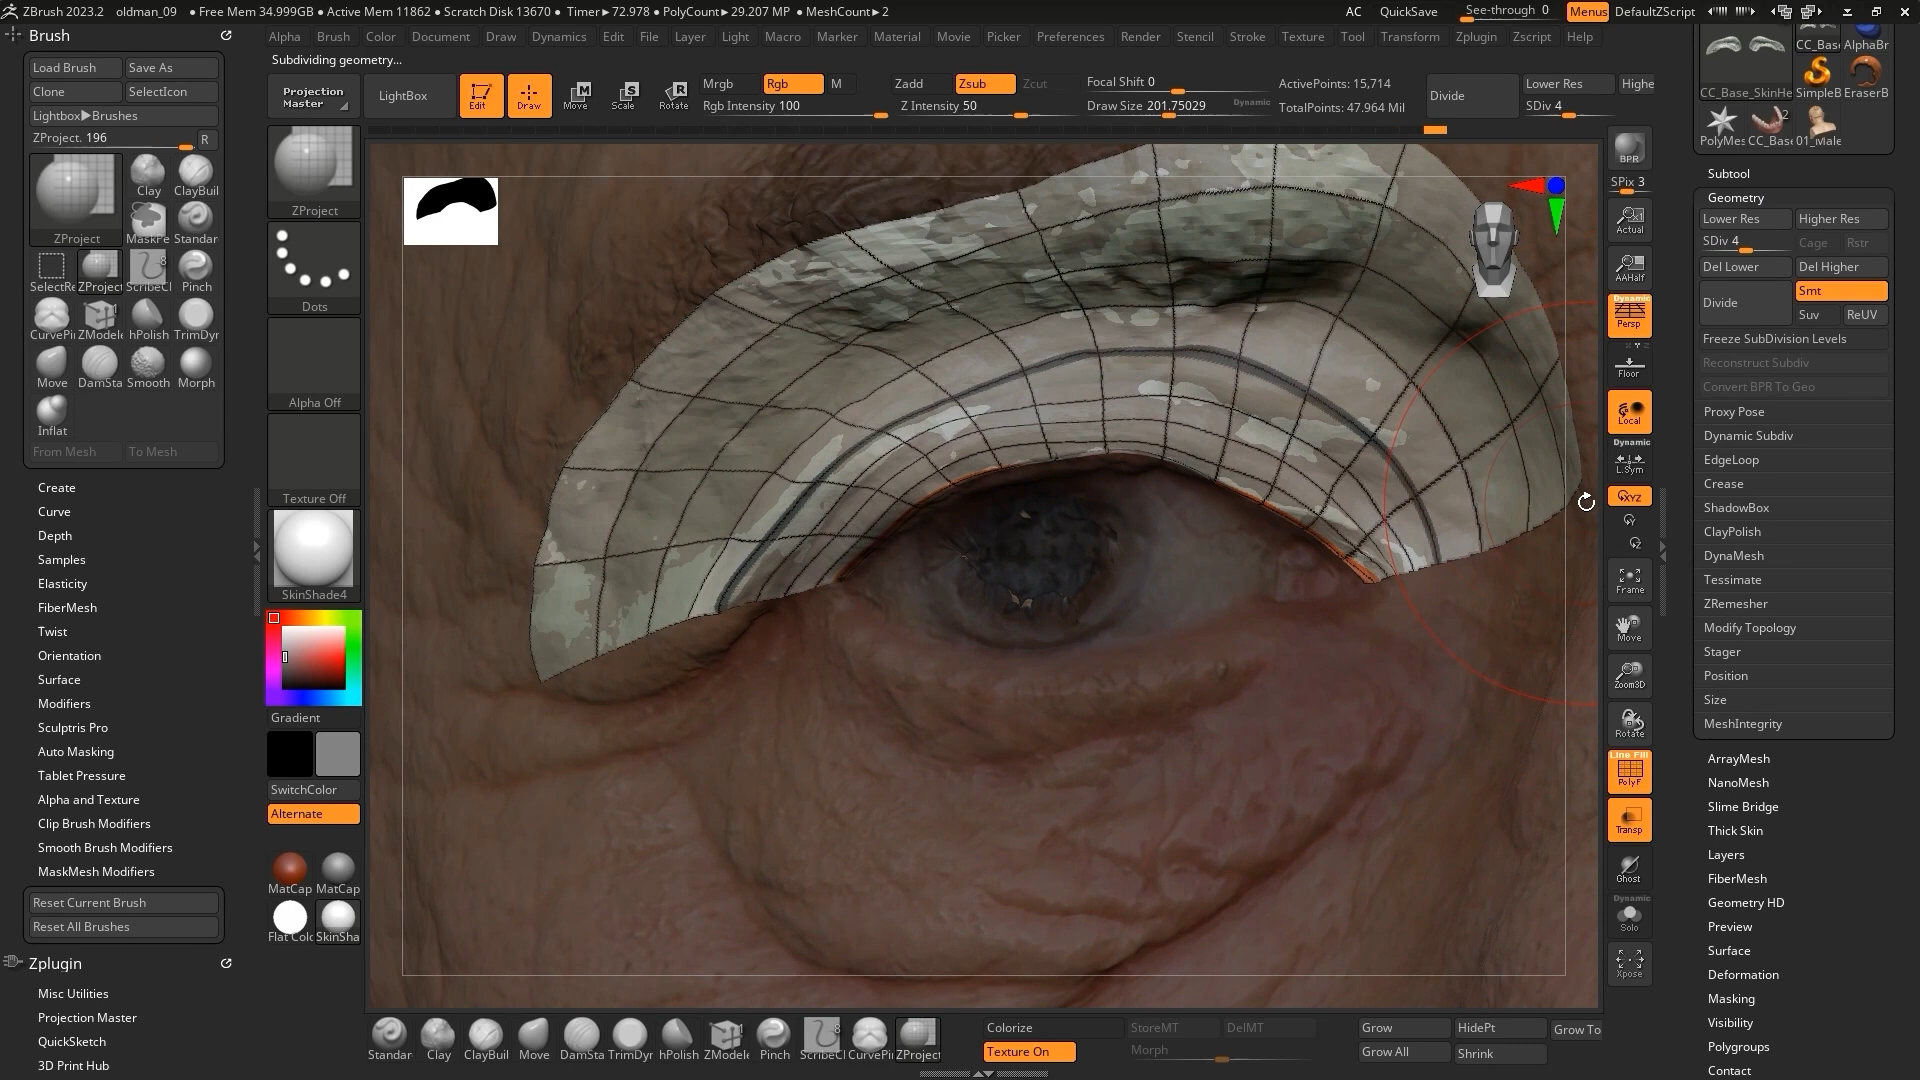 ZBrush 2023.2 oldman_09 ● Free Mem 34.999GB ● Active Mem 11862 ● Scratch Disk 13670 ● Timer▶72.978 ● PolyCount▶29.207 MP ● MeshCount▶2 AC QuickSave See-through 0 Menus DefaultZScript
Brush
Alpha Brush Color Document Draw Dynamics Edit File Layer Light Macro Marker Material Movie Picker Preferences Render Stencil Stroke Texture Tool Transform Zplugin Zscript Help
Subdividing geometry...
Load Brush Save As
Clone SelectIcon
Lightbox▶Brushes
ZProject. 196 R
ZProject
Clay ClayBuil
MaskPe Standar
SelectRe ZProject ScribeCl Pinch
CurvePi ZModele hPolish TrimDyn
Move DamSta Smooth Morph
Inflat
From Mesh To Mesh
Create
Curve
Depth
Samples
Elasticity
FiberMesh
Twist
Orientation
Surface
Modifiers
Sculptris Pro
Auto Masking
Tablet Pressure
Alpha and Texture
Clip Brush Modifiers
Smooth Brush Modifiers
MaskMesh Modifiers
Reset Current Brush
Reset All Brushes
Zplugin
Misc Utilities
Projection Master
QuickSketch
3D Print Hub
Projection Master
LightBox
Edit Draw Move Scale Rotate
Mrgb Rgb M
Rgb Intensity 100
Zadd Zsub Zcut
Z Intensity 50
Focal Shift 0
Draw Size 201.75029 Dynamic
ActivePoints: 15,714
TotalPoints: 47.964 Mil
Divide
Lower Res Highe
SDiv 4
ZProject
Dots
Alpha Off
Texture Off
SkinShade4
Gradient
SwitchColor
Alternate
MatCap MatCap
Flat Colo SkinSha
BPR
SPix 3
Actual
AAHalf
Dynamic
Persp
Floor
Local
Dynamic
L.Sym
XYZ
Frame
Move
Zoom3D
Rotate
Line Fill
PolyF
Transp
Ghost
Dynamic
Solo
Xpose
CC_Base_SkinHe CC_Bas AlphaBr
SimpleB EraserB
PolyMes CC_Base 01_Male
2
Subtool
Geometry
Lower Res Higher Res
SDiv 4 Cage Rstr
Del Lower Del Higher
Divide Smt
Suv ReUV
Freeze SubDivision Levels
Reconstruct Subdiv
Convert BPR To Geo
Proxy Pose
Dynamic Subdiv
EdgeLoop
Crease
ShadowBox
ClayPolish
DynaMesh
Tessimate
ZRemesher
Modify Topology
Stager
Position
Size
MeshIntegrity
ArrayMesh
NanoMesh
Slime Bridge
Thick Skin
Layers
FiberMesh
Geometry HD
Preview
Surface
Deformation
Masking
Visibility
Polygroups
Contact
Standar Clay ClayBuil Move DamSta TrimDyn hPolish ZModele Pinch ScribeCl CurvePi ZProject
Colorize
Texture On
StoreMT DelMT
Morph
Grow HidePt Grow To
Grow All Shrink